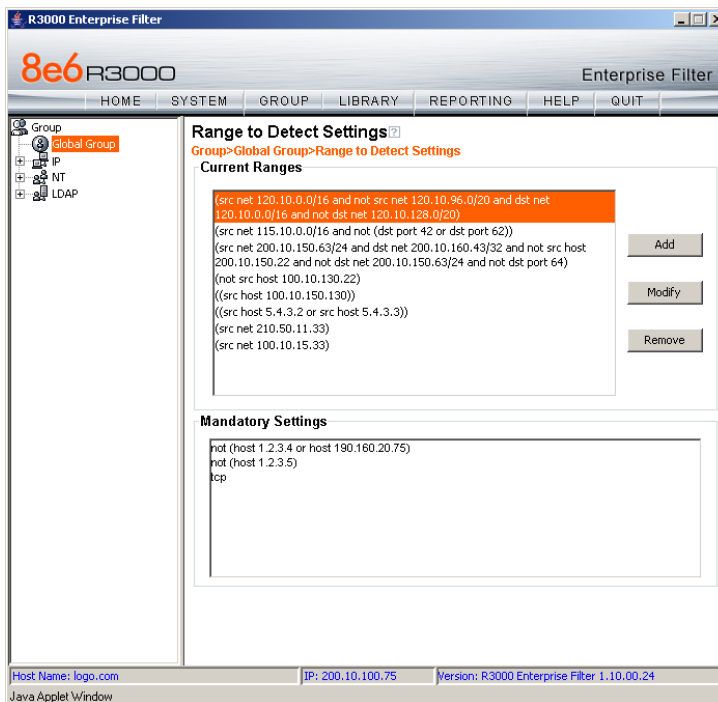 R3000 Enterprise Filter
8e6 R3000
Enterprise Filter
HOME SYSTEM GROUP LIBRARY REPORTING HELP QUIT
Group
Global Group
IP
NT
LDAP
Range to Detect Settings?
Group>Global Group>Range to Detect Settings
Current Ranges
(src net 120.10.0.0/16 and not src net 120.10.96.0/20 and dst net
120.10.0.0/16 and not dst net 120.10.128.0/20)
(src net 115.10.0.0/16 and not (dst port 42 or dst port 62))
(src net 200.10.150.63/24 and dst net 200.10.160.43/32 and not src host
200.10.150.22 and not dst net 200.10.150.63/24 and not dst port 64)
(not src host 100.10.130.22)
((src host 100.10.150.130))
((src host 5.4.3.2 or src host 5.4.3.3))
(src net 210.50.11.33)
(src net 100.10.15.33)
Add
Modify
Remove
Mandatory Settings
not (host 1.2.3.4 or host 190.160.20.75)
not (host 1.2.3.5)
tcp
Host Name: logo.com
IP: 200.10.100.75
Version: R3000 Enterprise Filter 1.10.00.24
Java Applet Window